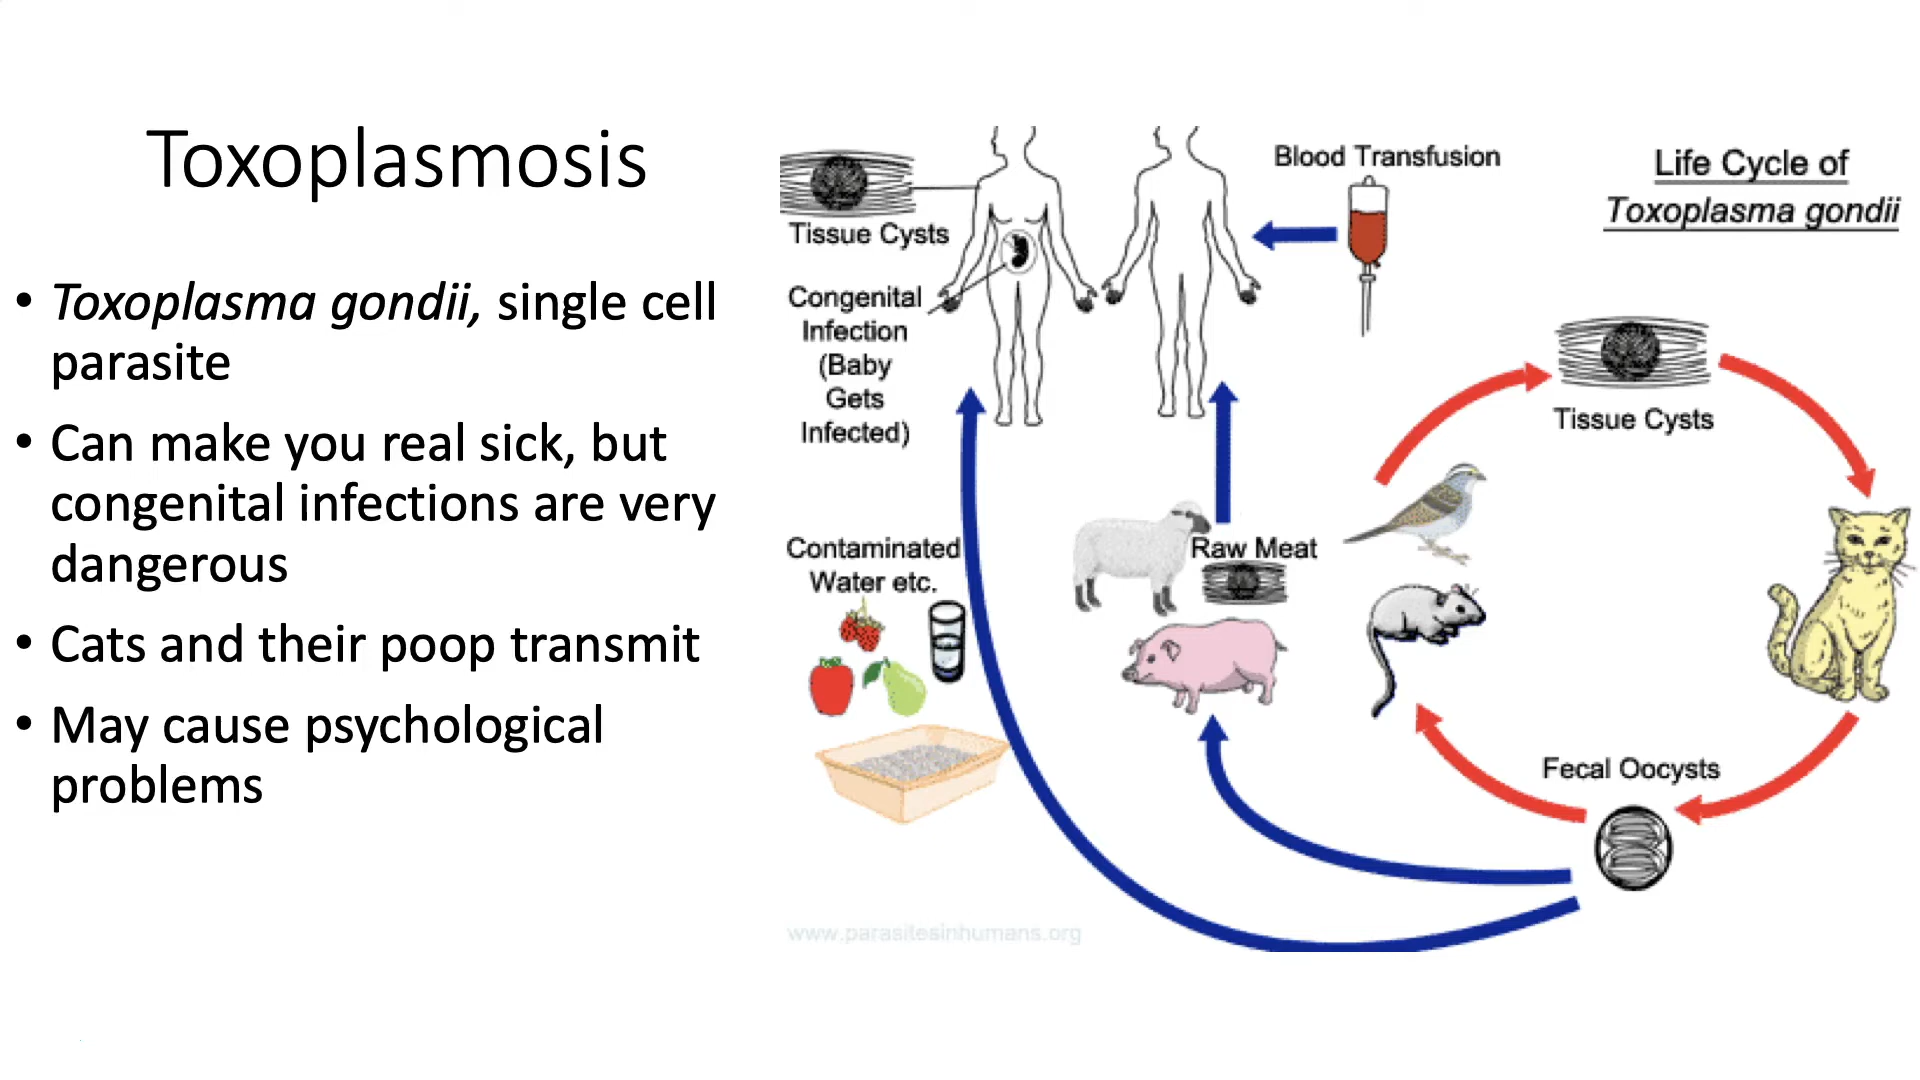 Toxoplasmosis
• Toxoplasma gondii, single cell
parasite
• Can make you real sick, but
congenital infections are very
dangerous
• Cats and their poop transmit
• May cause psychological
problems
Tissue Cysts
Congenital
Infection
(Baby
Gets
Infected)
Blood Transfusion
Life Cycle of
Toxoplasma gondii
Tissue Cysts
Contaminated
Water etc.
Raw Meat
Fecal Oocysts
www.parasitesinhumans.org